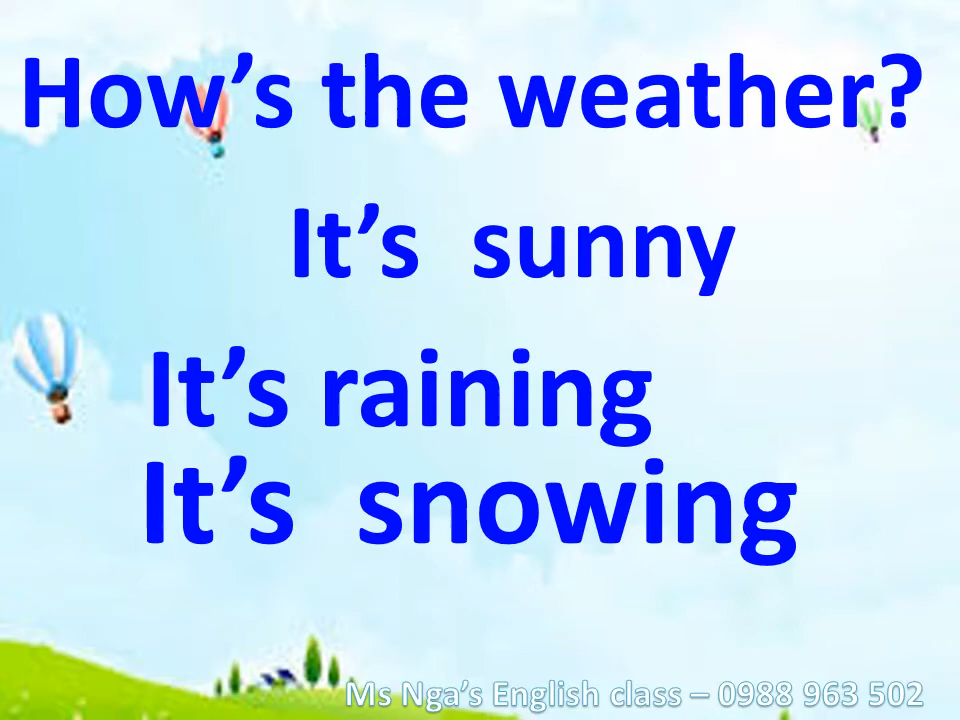 How’s the weather?
It’s sunny
It’s raining
It’s snowing
Ms Nga’s English class – 0988 963 502